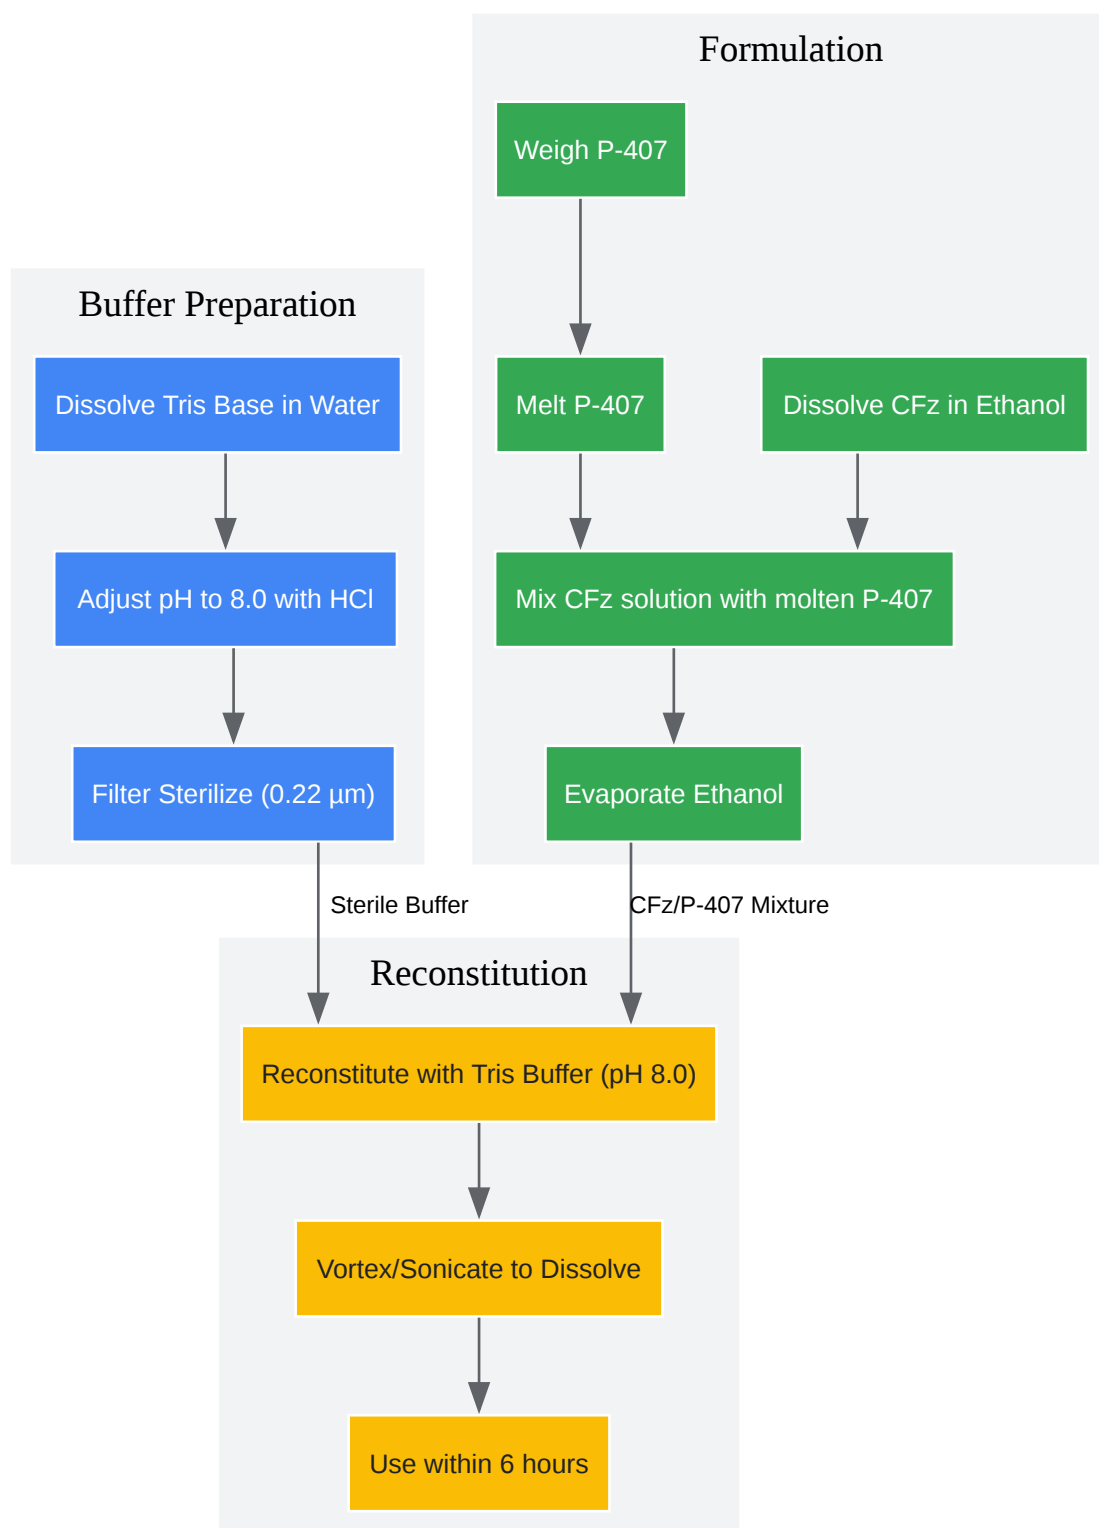 Formulation
Weigh P-407
Buffer Preparation
Dissolve Tris Base in Water
Melt P-407
Dissolve CFz in Ethanol
Adjust pH to 8.0 with HCl
Mix CFz solution with molten P-407
Filter Sterilize (0.22 µm)
Evaporate Ethanol
Sterile Buffer
CFz/P-407 Mixture
Reconstitution
Reconstitute with Tris Buffer (pH 8.0)
Vortex/Sonicate to Dissolve
Use within 6 hours